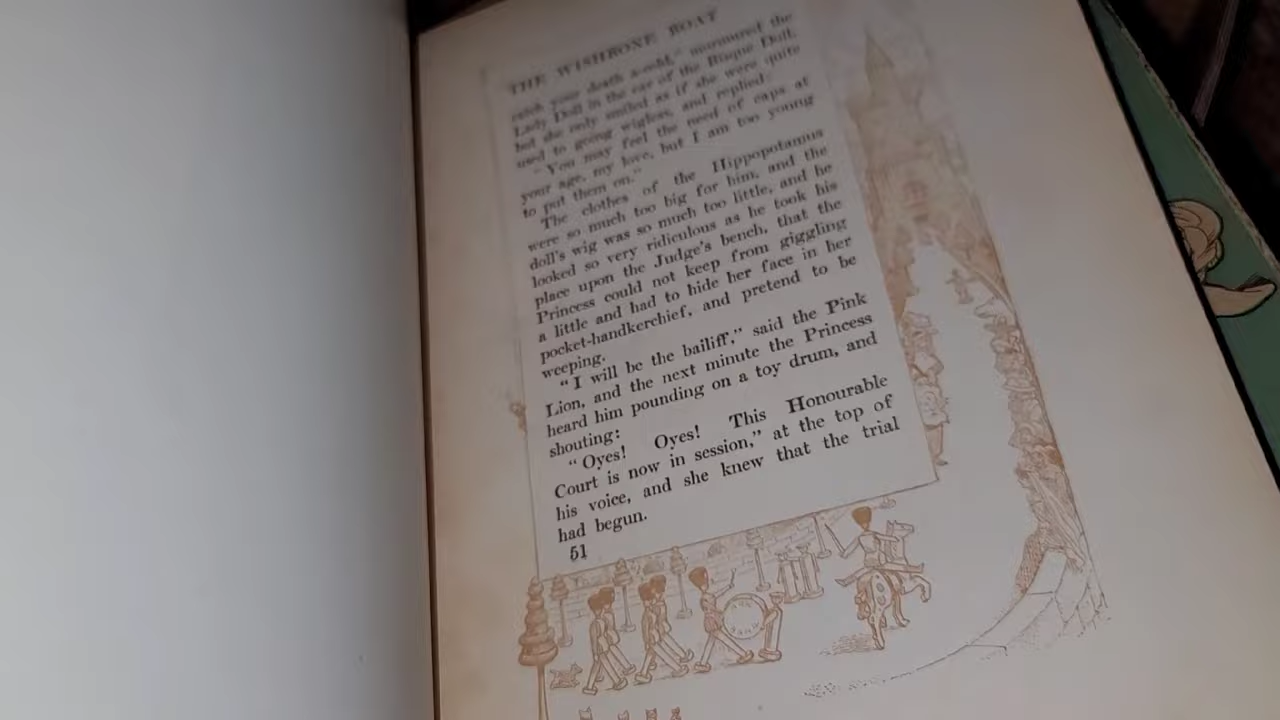 THE WISHBONE BOAT
catch your death a-cold," murmured the
Lady Doll in the ear of the Bisque Doll,
but she only smiled as if she were quite
used to going wigless, and replied:
"You may feel the need of caps at
your age, my love, but I am too young
to put them on."
The clothes of the Hippopotamus
were so much too big for him, and the
doll's wig was so much too little, and he
looked so very ridiculous as he took his
place upon the Judge's bench, that the
Princess could not keep from giggling
a little and had to hide her face in her
pocket-handkerchief, and pretend to be
weeping.
"I will be the bailiff," said the Pink
Lion, and the next minute the Princess
heard him pounding on a toy drum, and
shouting:
"Oyes! Oyes! This Honourable
Court is now in session," at the top of
his voice, and she knew that the trial
had begun.
51